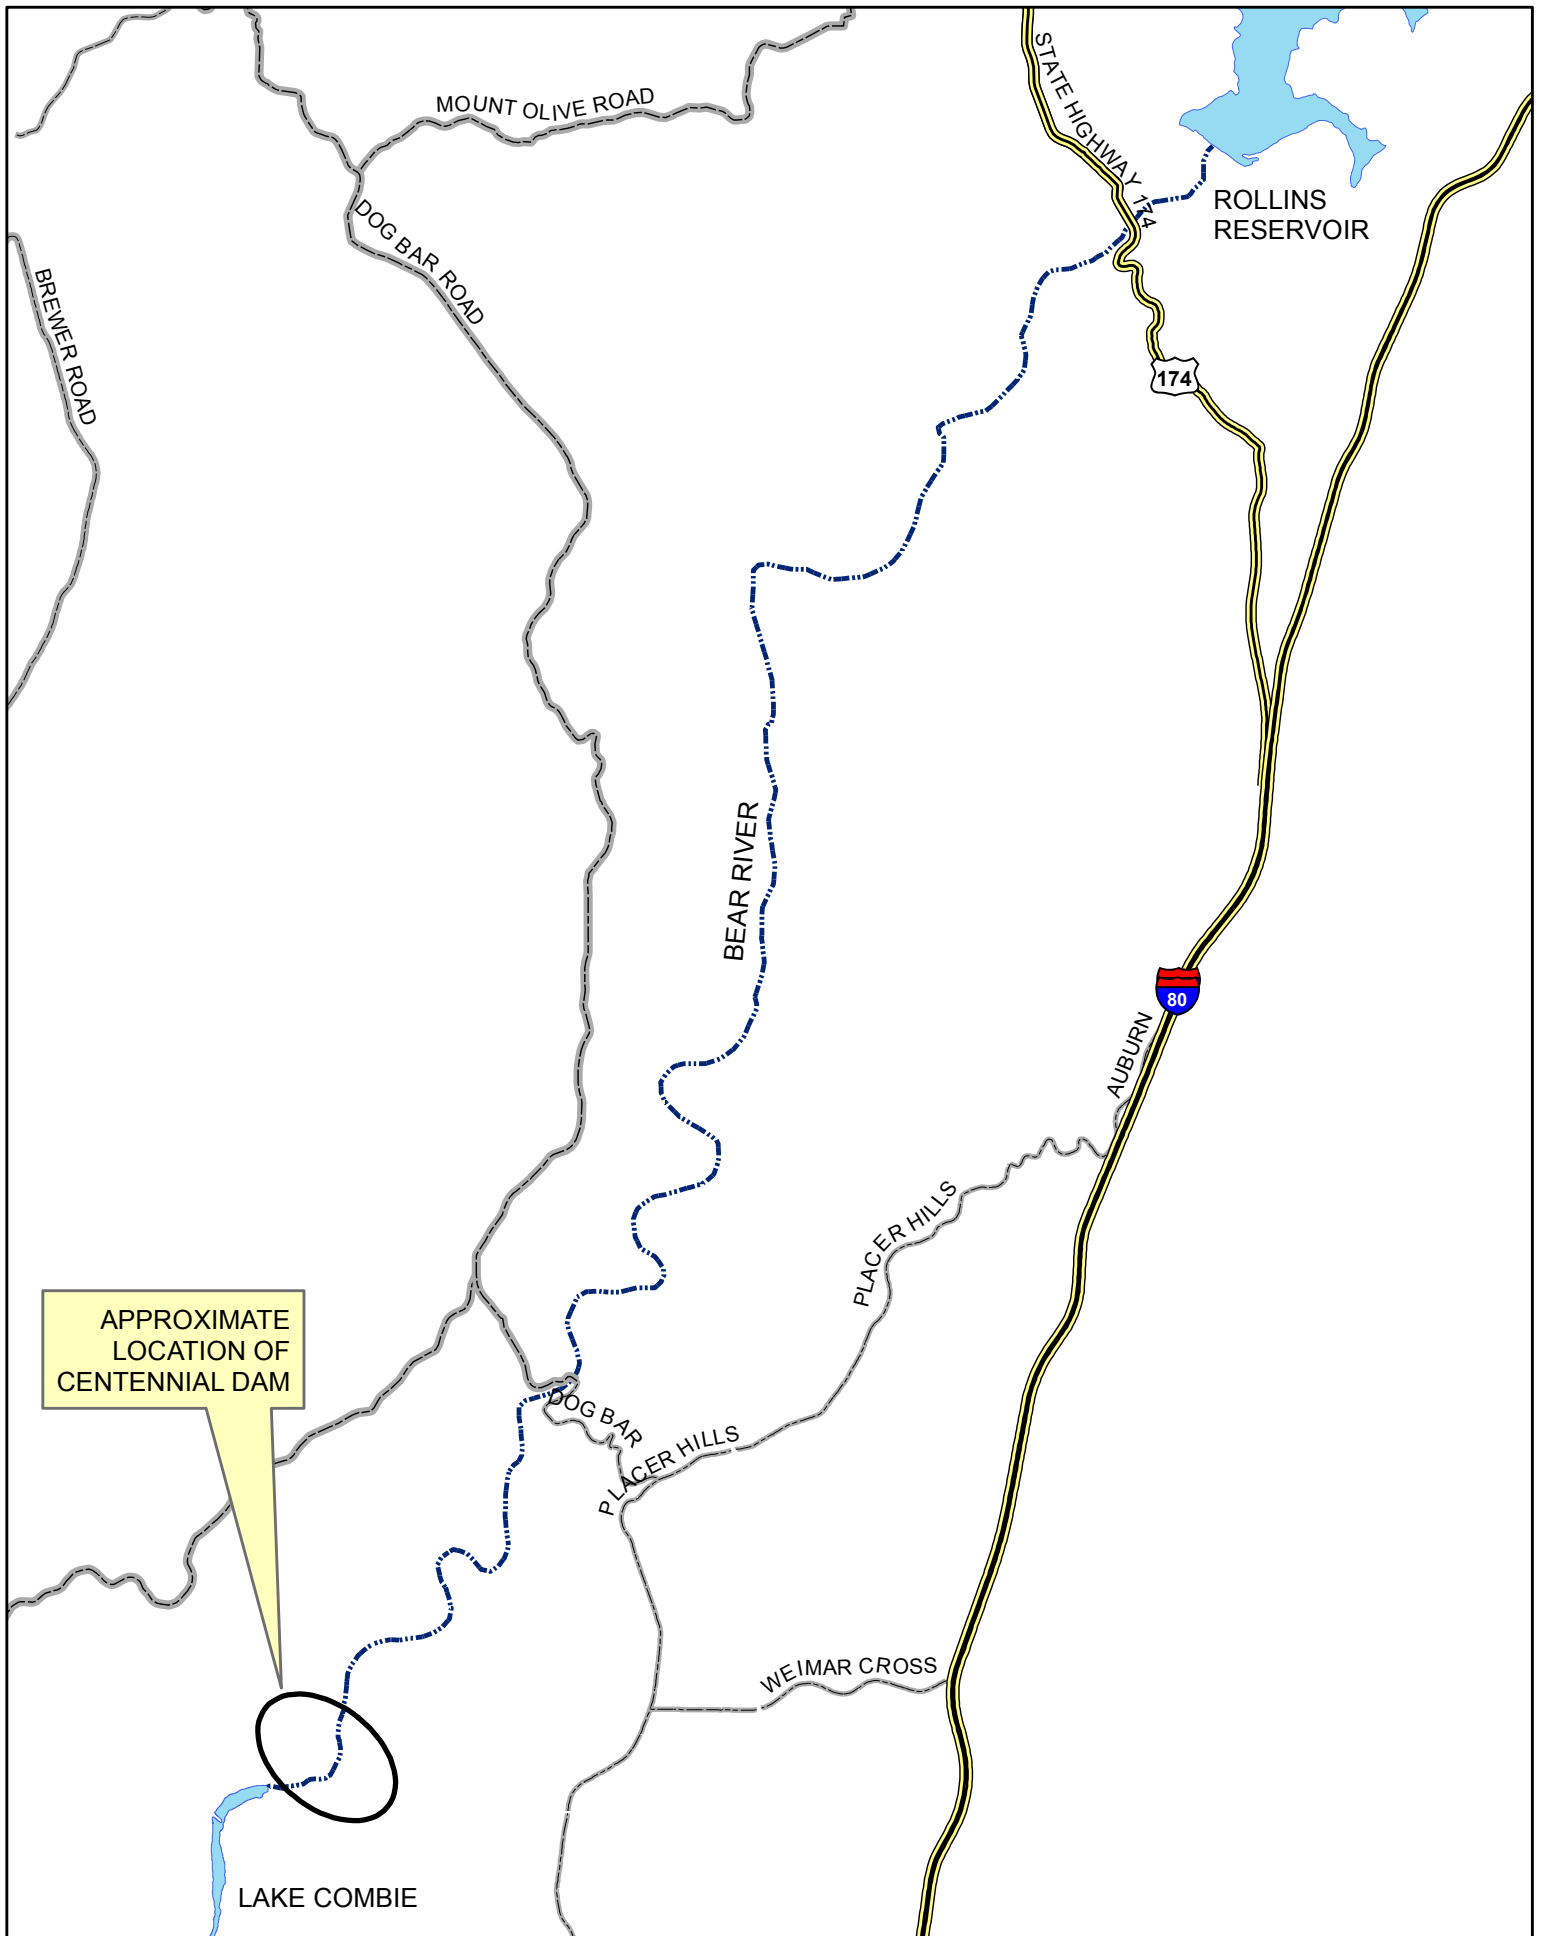 MOUNT OLIVE ROAD
STATE HIGHWAY 174
ROLLINS
RESERVOIR
DOG BAR ROAD
BREWER ROAD
174
BEAR RIVER
80
AUBURN
PLACER HILLS
APPROXIMATE
LOCATION OF
CENTENNIAL DAM
DOG BAR
PLACER HILLS
WEIMAR CROSS
LAKE COMBIE